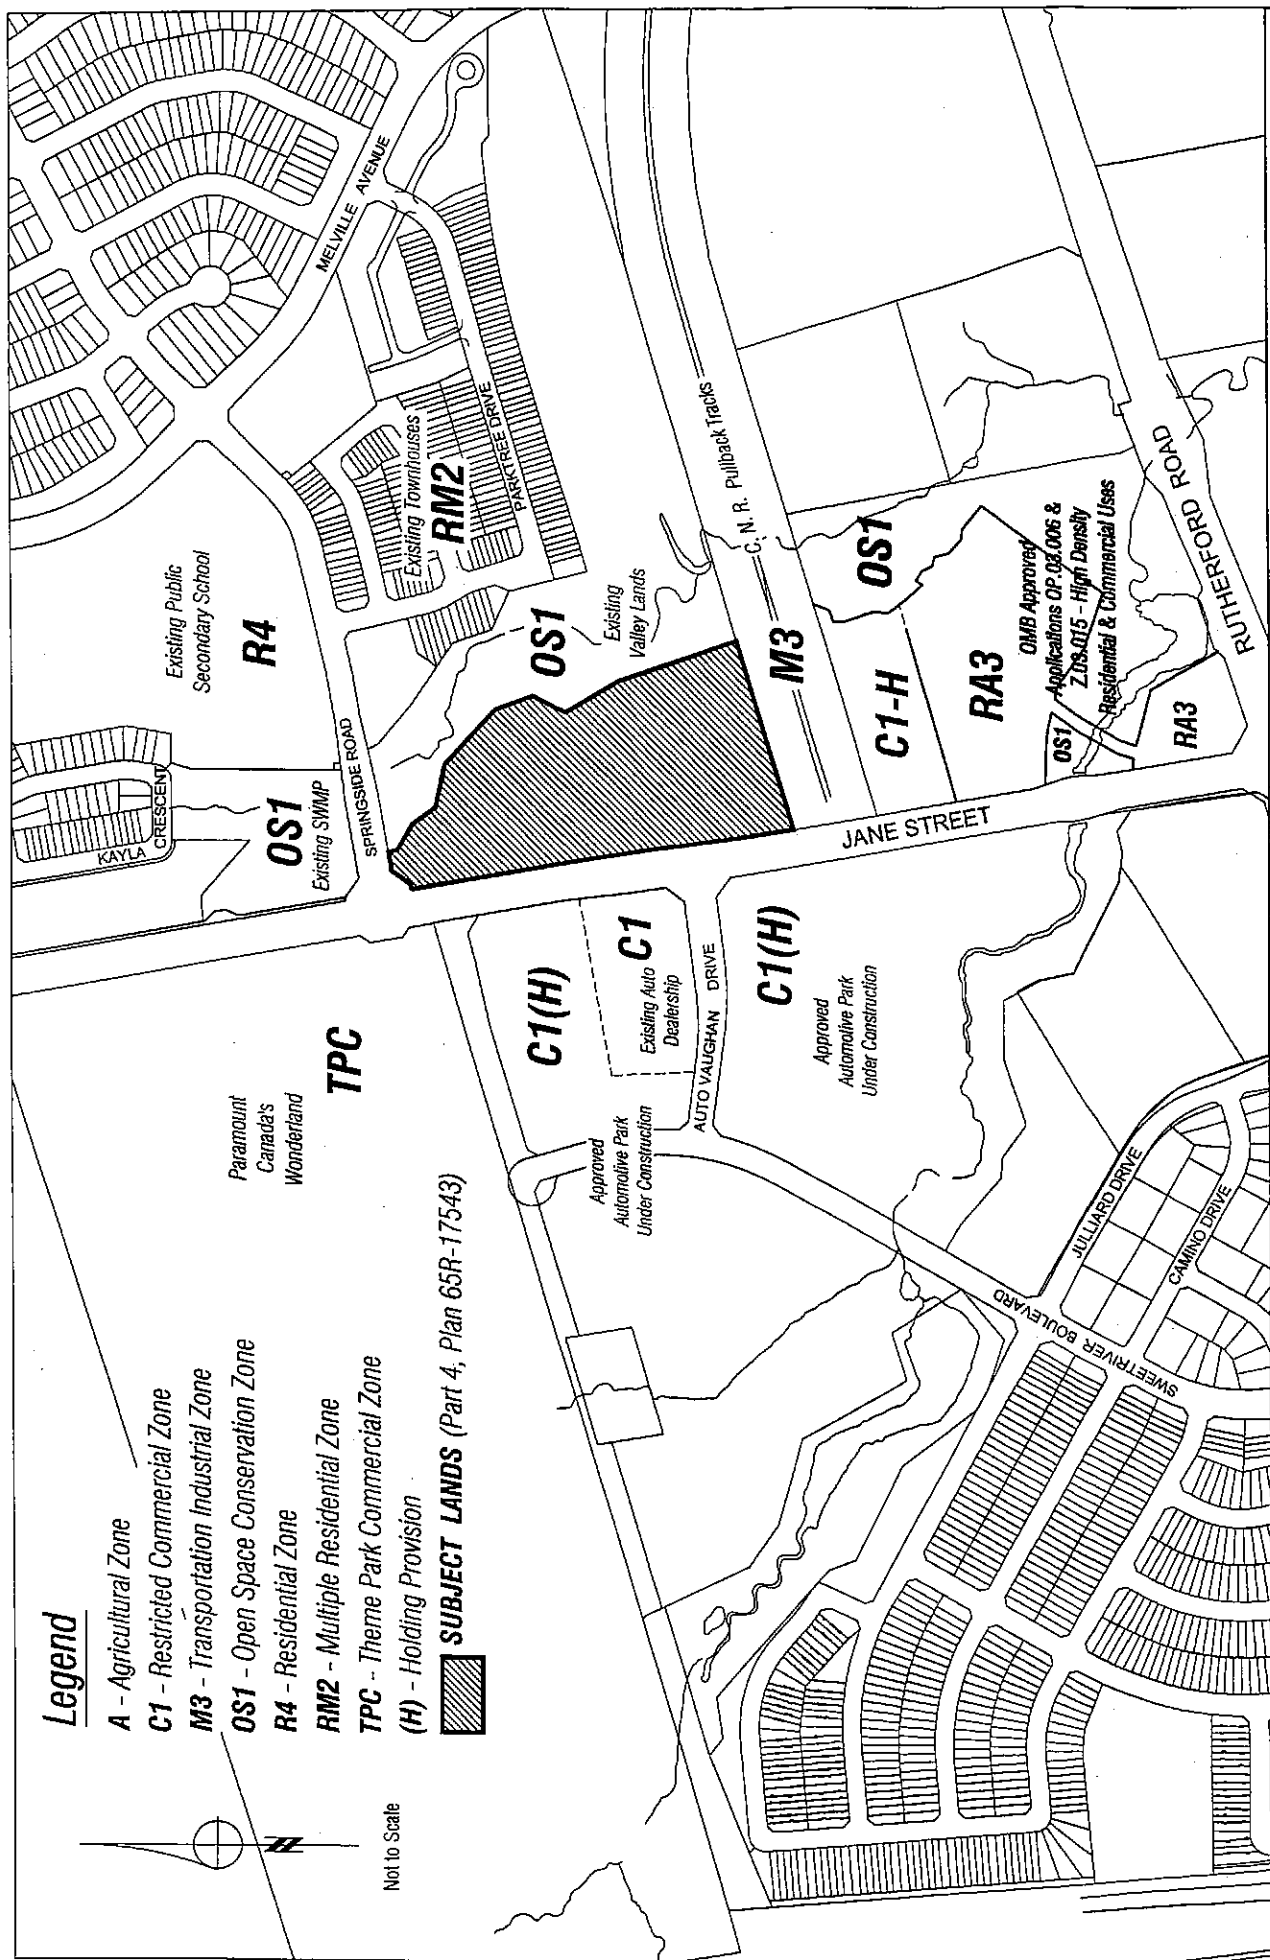 Legend
A - Agricultural Zone
C1 - Restricted Commercial Zone
M3 - Transportation Industrial Zone
OS1 - Open Space Conservation Zone
R4 - Residential Zone
RM2 - Multiple Residential Zone
TPC - Theme Park Commercial Zone
(H) - Holding Provision
SUBJECT LANDS (Part 4, Plan 65R-17543)
N
Not to Scale
Paramount
Canada's
Wonderland
TPC
KAYLA CRESCENT
OS1
Existing SWMP
Existing Public
Secondary School
R4
SPRINGSIDE ROAD
MELVILLE AVENUE
Existing Townhouses
RM2
PARKTREE DRIVE
OS1
Existing
Valley Lands
C1(H)
C1
Existing Auto
Dealership
Approved
Automotive Park
Under Construction
AUTO VAUGHAN DRIVE
C1(H)
Approved
Automotive Park
Under Construction
JANE STREET
M3
C. N. R. Pullback Tracks
C1-H
OS1
RA3
OMB Approved
Applications OP.03.006 &
Z.03.015 - High Density
Residential & Commercial Uses
OS1
RA3
RUTHERFORD ROAD
SWEETRIVER BOULEVARD
JULLIARD DRIVE
CAMINO DRIVE